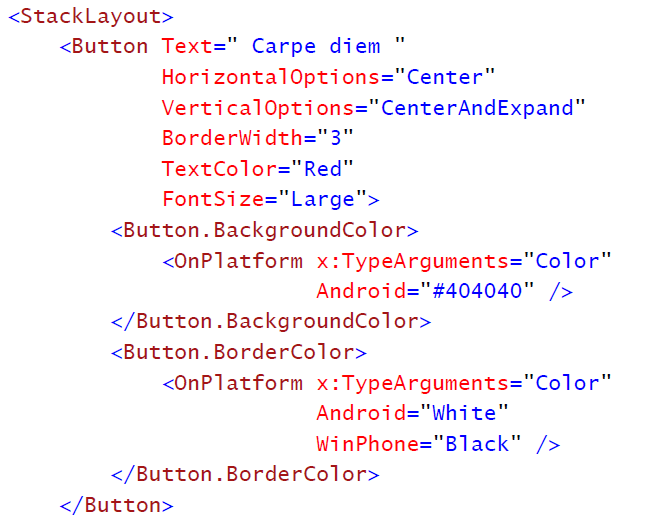 <StackLayout>
<Button Text=" Carpe diem "
HorizontalOptions="Center"
VerticalOptions="CenterAndExpand"
BorderWidth="3"
TextColor="Red"
FontSize="Large">
<Button.BackgroundColor>
<OnPlatform x:TypeArguments="Color"
Android="#404040" />
</Button.BackgroundColor>
<Button.BorderColor>
<OnPlatform x:TypeArguments="Color"
Android="White"
WinPhone="Black" />
</Button.BorderColor>
</Button>